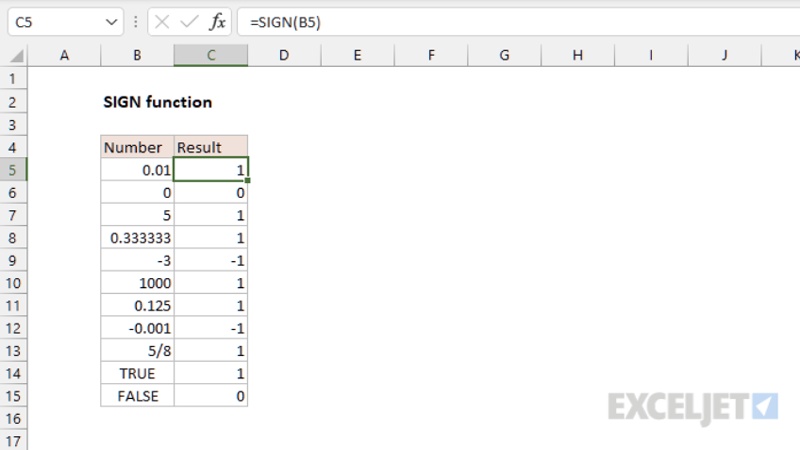 C5 fx =SIGN(B5)
A B C D E F G H I J K
1
2 SIGN function
3
4 Number Result
5 0.01 1
6 0 0
7 5 1
8 0.333333 1
9 -3 -1
10 1000 1
11 0.125 1
12 -0.001 -1
13 5/8 1
14 TRUE 1
15 FALSE 0
16
17
EXCELJET